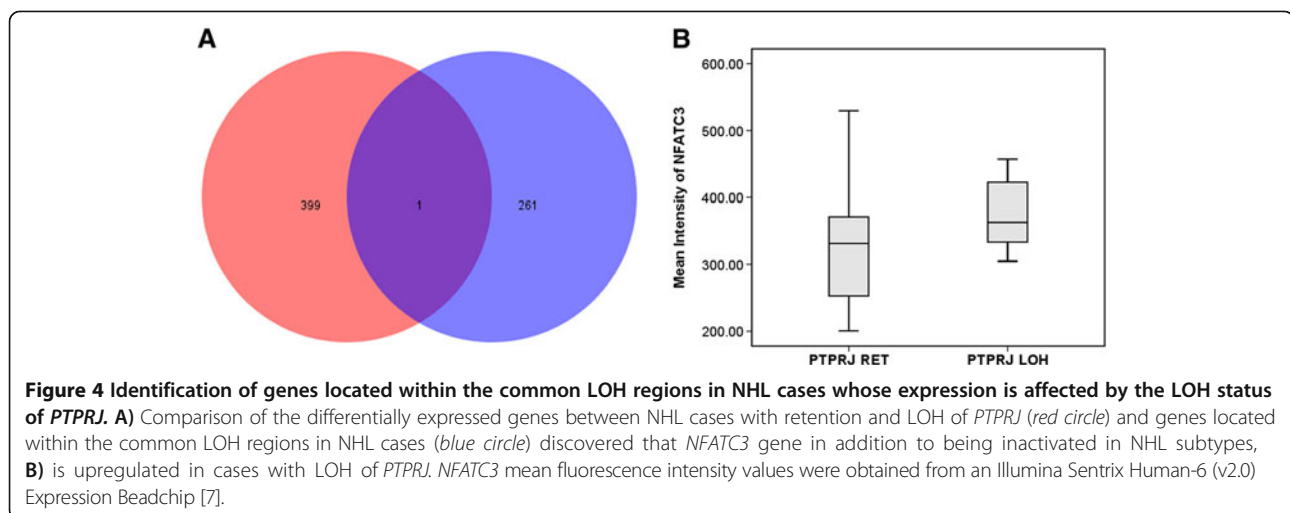 A
B
399
1
261
Mean Intensity of NFATC3
600.00
500.00
400.00
300.00
200.00
PTPRJ RET
PTPRJ LOH
Figure 4 Identification of genes located within the common LOH regions in NHL cases whose expression is affected by the LOH status
of PTPRJ. A) Comparison of the differentially expressed genes between NHL cases with retention and LOH of PTPRJ (red circle) and genes located
within the common LOH regions in NHL cases (blue circle) discovered that NFATC3 gene in addition to being inactivated in NHL subtypes,
B) is upregulated in cases with LOH of PTPRJ. NFATC3 mean fluorescence intensity values were obtained from an Illumina Sentrix Human-6 (v2.0)
Expression Beadchip [7].